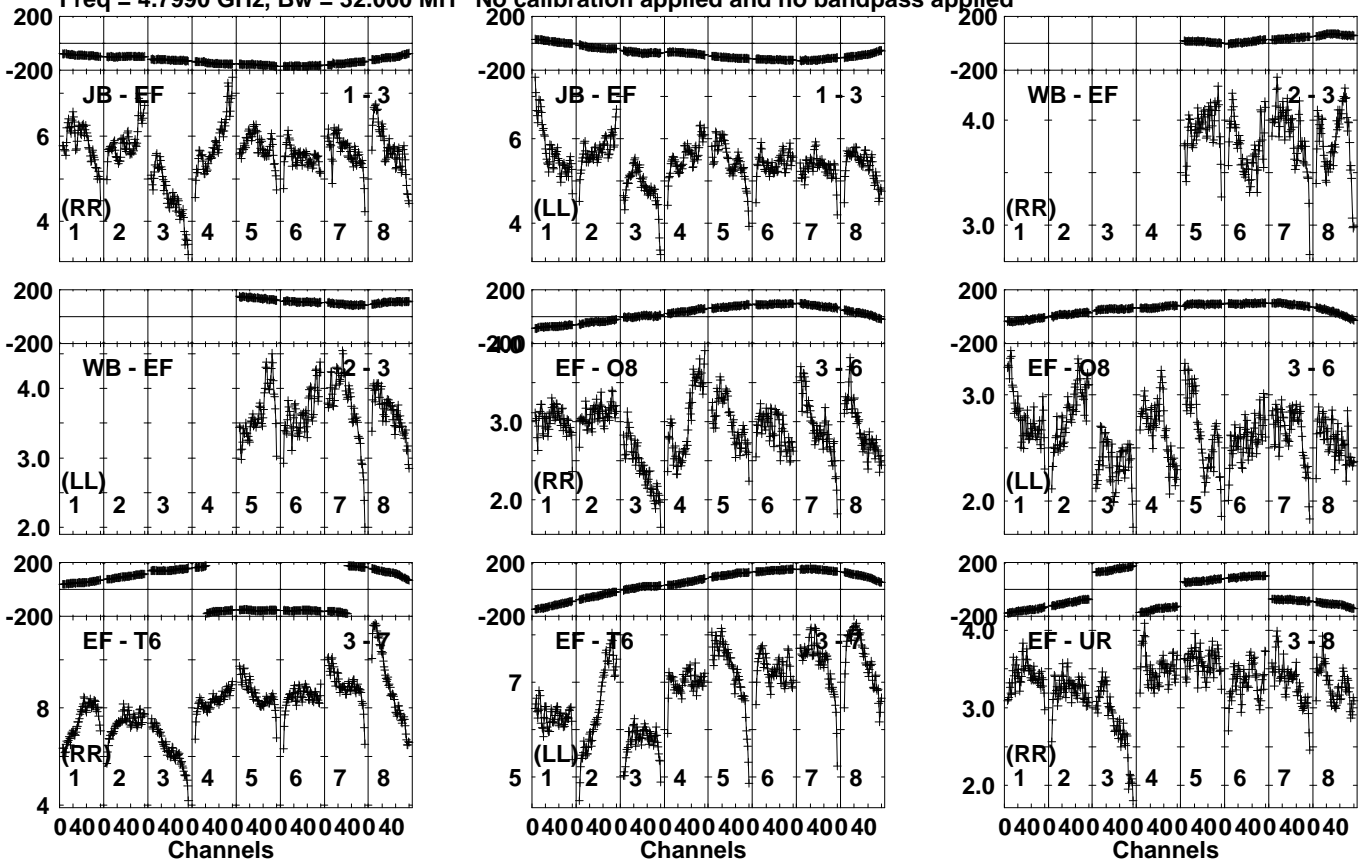 Freq = 4.7990 GHz, Bw = 32.000 MH No calibration applied and no bandpass applied
200 200 200
-200 -200 -200
JB - EF 1 - 3 JB - EF 1 - 3 WB - EF 2 - 3
6 6 4.0
4 4 3.0
(RR) (LL) (RR)
1 2 3 4 5 6 7 8 1 2 3 4 5 6 7 8 1 2 3 4 5 6 7 8
200 200 200
-200 -200 -200
4.0
WB - EF 2 - 3 EF - O8 3 - 6 EF - O8 3 - 6
4.0 3.0 3.0
3.0 2.0 2.0
2.0
(LL) (RR) (LL)
1 2 3 4 5 6 7 8 1 2 3 4 5 6 7 8 1 2 3 4 5 6 7 8
200 200 200
-200 -200 -200
4.0
EF - T6 3 - 7 EF - T6 3 - 7 EF - UR 3 - 8
8 7 3.0
4 5 2.0
(RR) (LL) (RR)
1 2 3 4 5 6 7 8 1 2 3 4 5 6 7 8 1 2 3 4 5 6 7 8
0 40 0 40 0 40 0 40 0 40 0 40 0 40 0 40 0 40 0 40 0 40 0 40 0 40 0 40 0 40 0 40 0 40 0 40 0 40 0 40 0 40 0 40 0 40 0 40
Channels Channels Channels